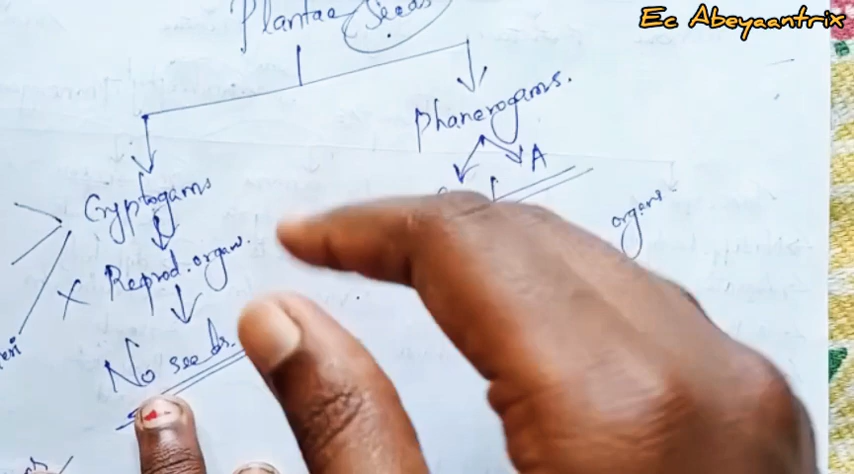 Ec Abeyaantrix
Plantae Seeds
Phanerogams.
A
Cryptogams
organs
X Reprod. organ.
No seeds.